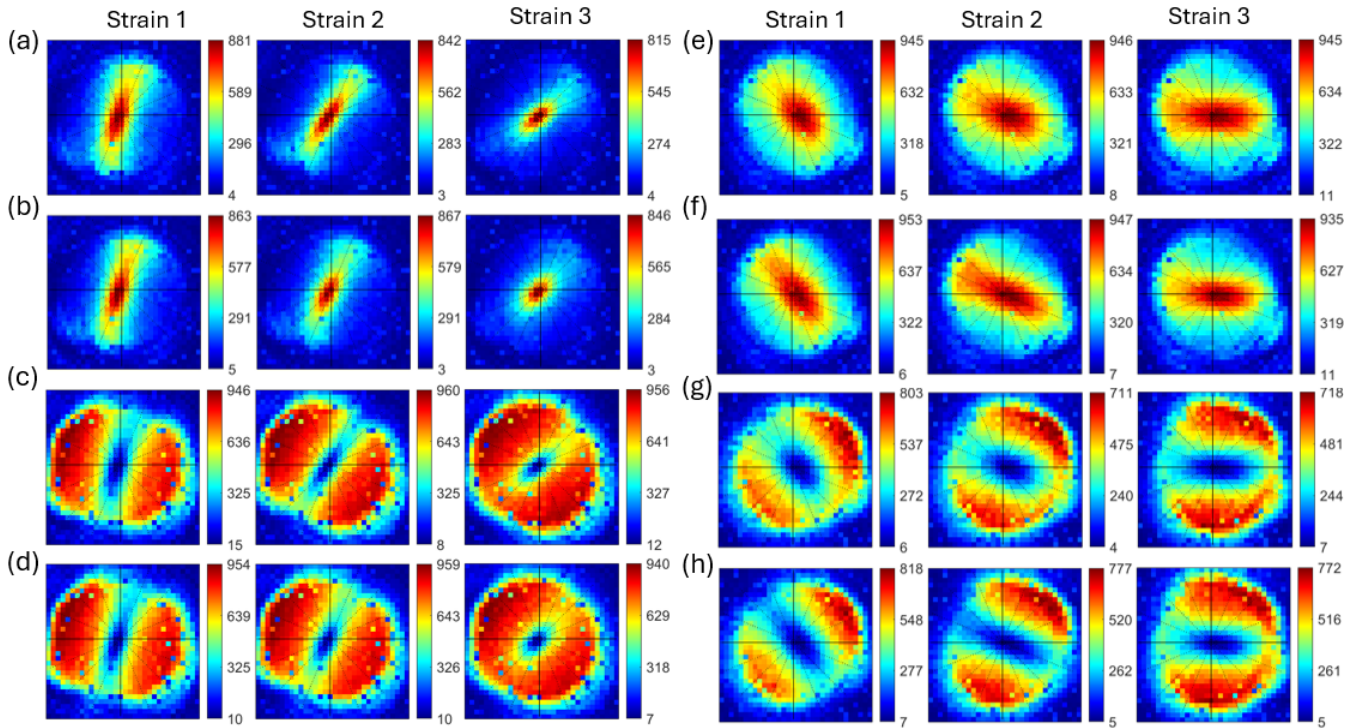 Strain 1 Strain 2 Strain 3 Strain 1 Strain 2 Strain 3
(a) 881 842 815 (e) 945 946 945
589 562 545 632 633 634
296 283 274 318 321 322
4 3 4 5 8 11
(b) 863 867 846 (f) 953 947 935
577 579 565 637 634 627
291 291 284 322 320 319
5 3 3 6 7 11
(c) 946 960 956 (g) 803 711 718
636 643 641 537 475 481
325 325 327 272 240 244
15 8 12 6 4 7
(d) 954 959 940 (h) 818 777 772
639 643 629 548 520 516
325 326 318 277 262 261
10 10 7 7 5 5